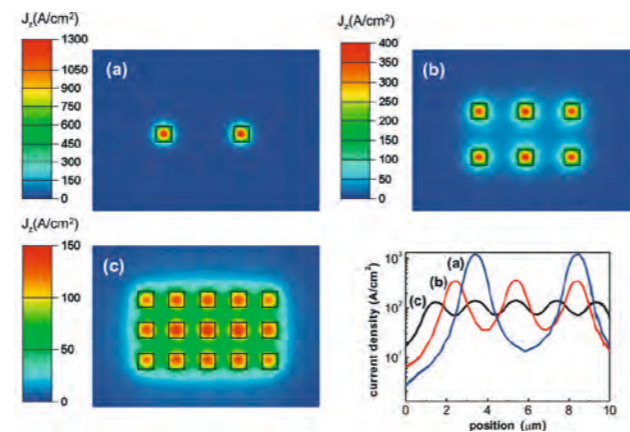 J_z(A/cm²)
1300
1050
900
750
600
450
300
150
0
(a)
J_z(A/cm²)
400
350
300
250
200
150
100
50
0
(b)
J_z(A/cm²)
150
100
50
0
(c)
current density (A/cm²)
10³
10²
10¹
(a)
(b)
(c)
0 2 4 6 8 10
position (μm)